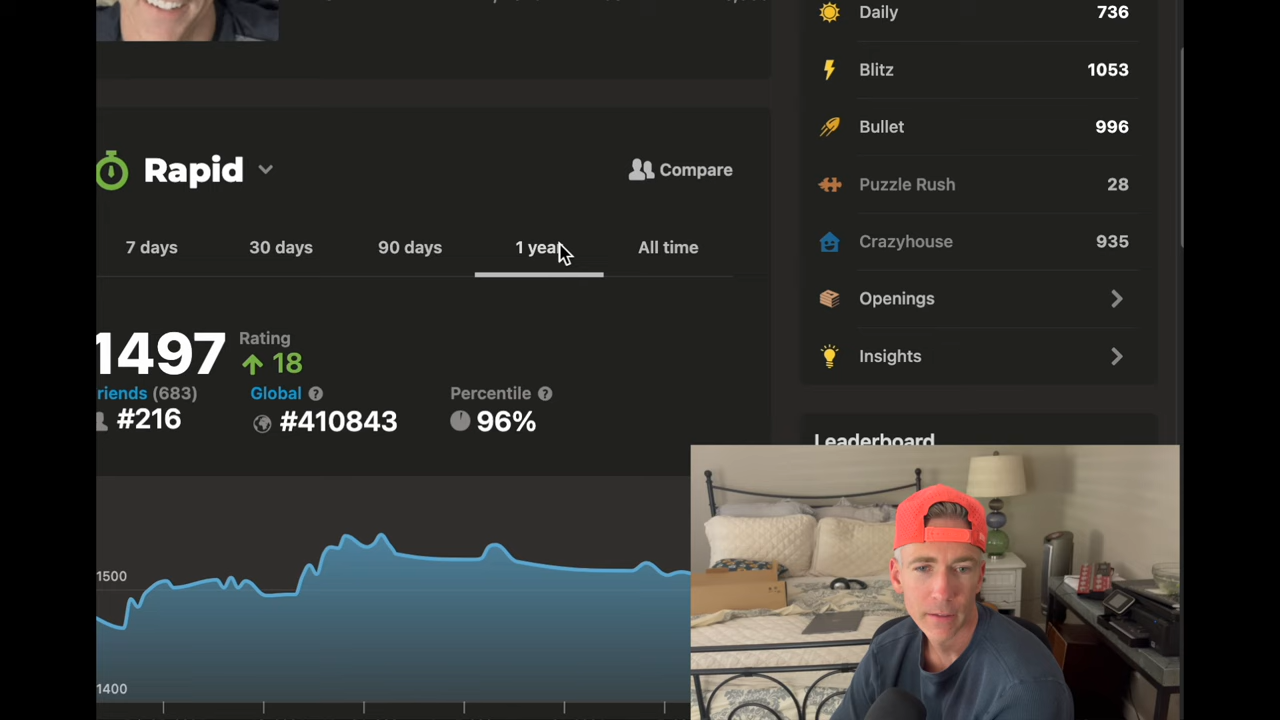 Daily 736
Blitz 1053
Bullet 996
Puzzle Rush 28
Crazyhouse 935
Openings
Insights
Leaderboard
Rapid
Compare
7 days 30 days 90 days 1 year All time
1497 Rating
18
riends (683) Global ? Percentile ?
#216 #410843 96%
1500
1400